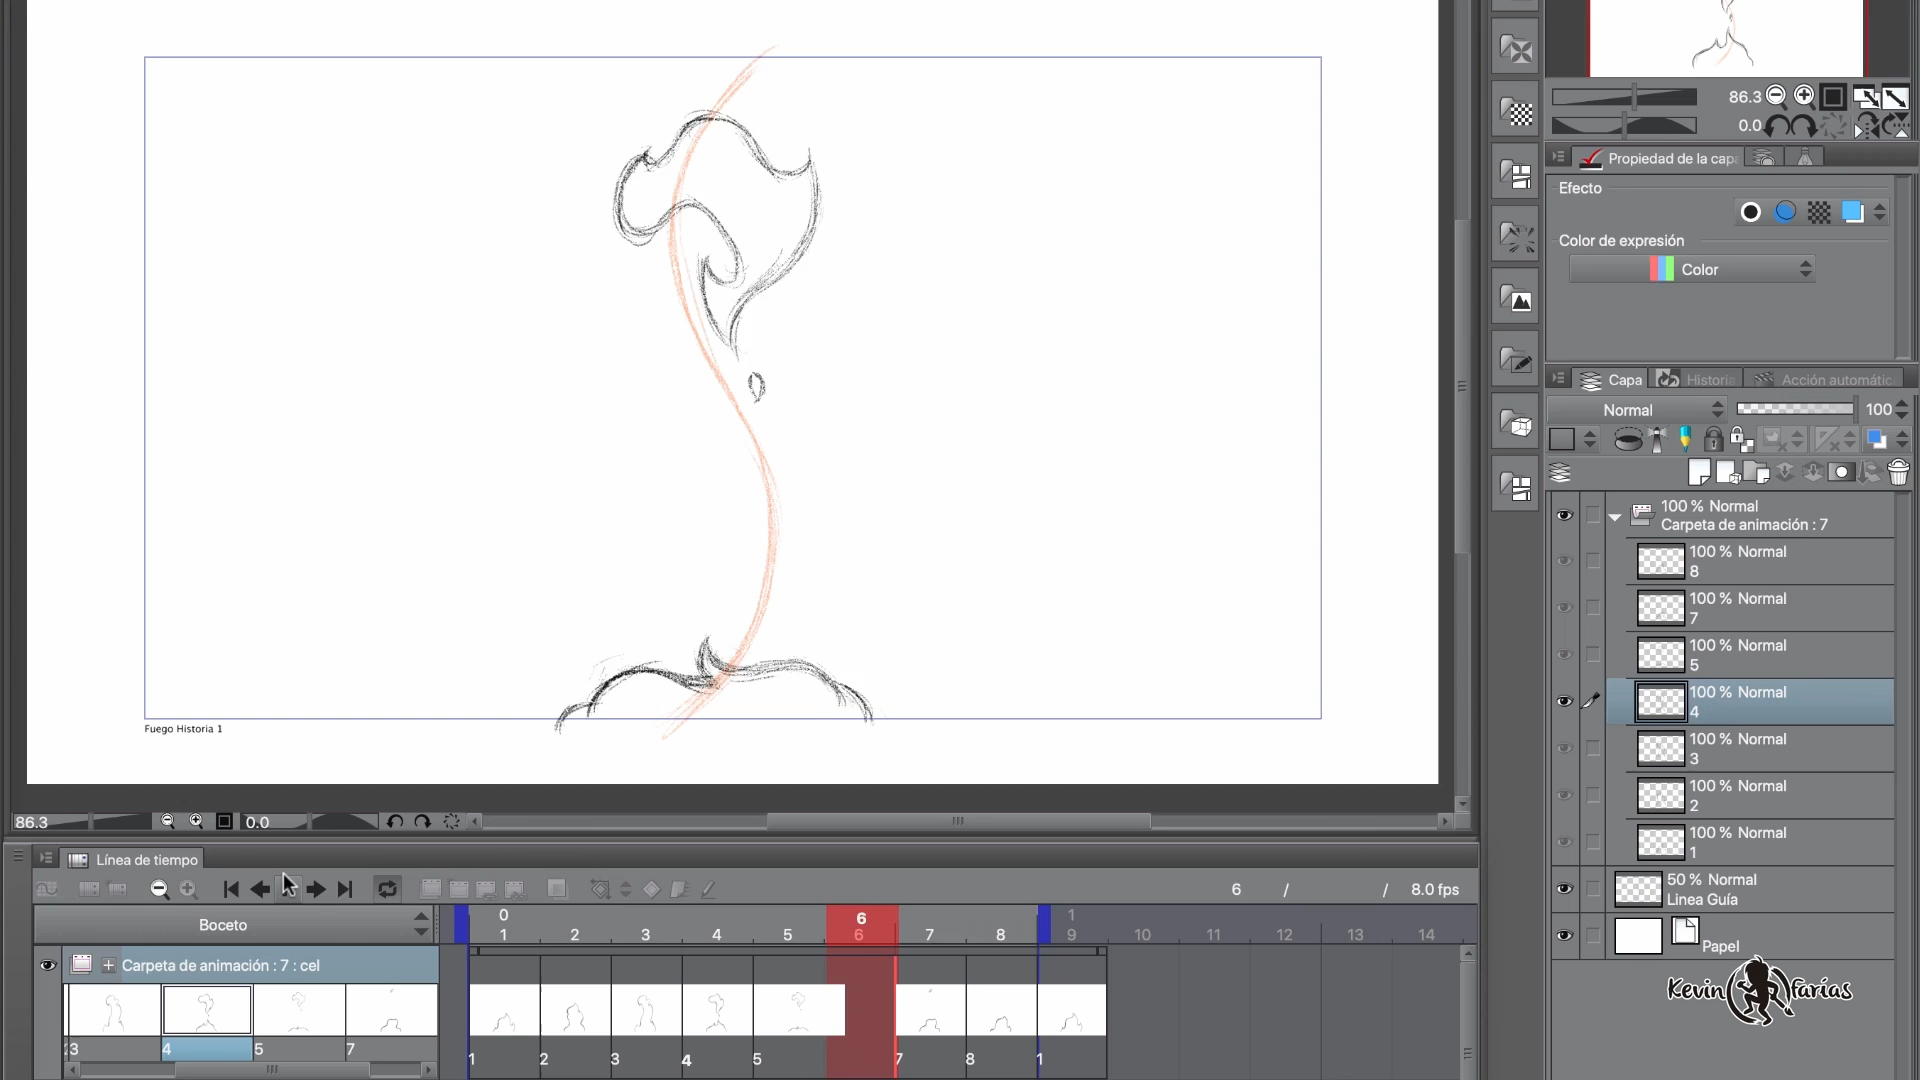 86.3
0.0
Propiedad de la capa
Efecto
Color de expresión
Color
Capa
Historia
Acción automátic
Normal
100
100 % Normal
Carpeta de animación : 7
100 % Normal
8
100 % Normal
7
100 % Normal
5
100 % Normal
4
100 % Normal
3
100 % Normal
2
100 % Normal
1
50 % Normal
Linea Guía
Papel
Kevin Farías
Fuego Historia 1
86.3
0.0
Línea de tiempo
6 / / 8.0 fps
Boceto
0 6 1
1 2 3 4 5 6 7 8 9 10 11 12 13 14
Carpeta de animación : 7 : cel
3 4 5 7
1 2 3 4 5 7 8 1